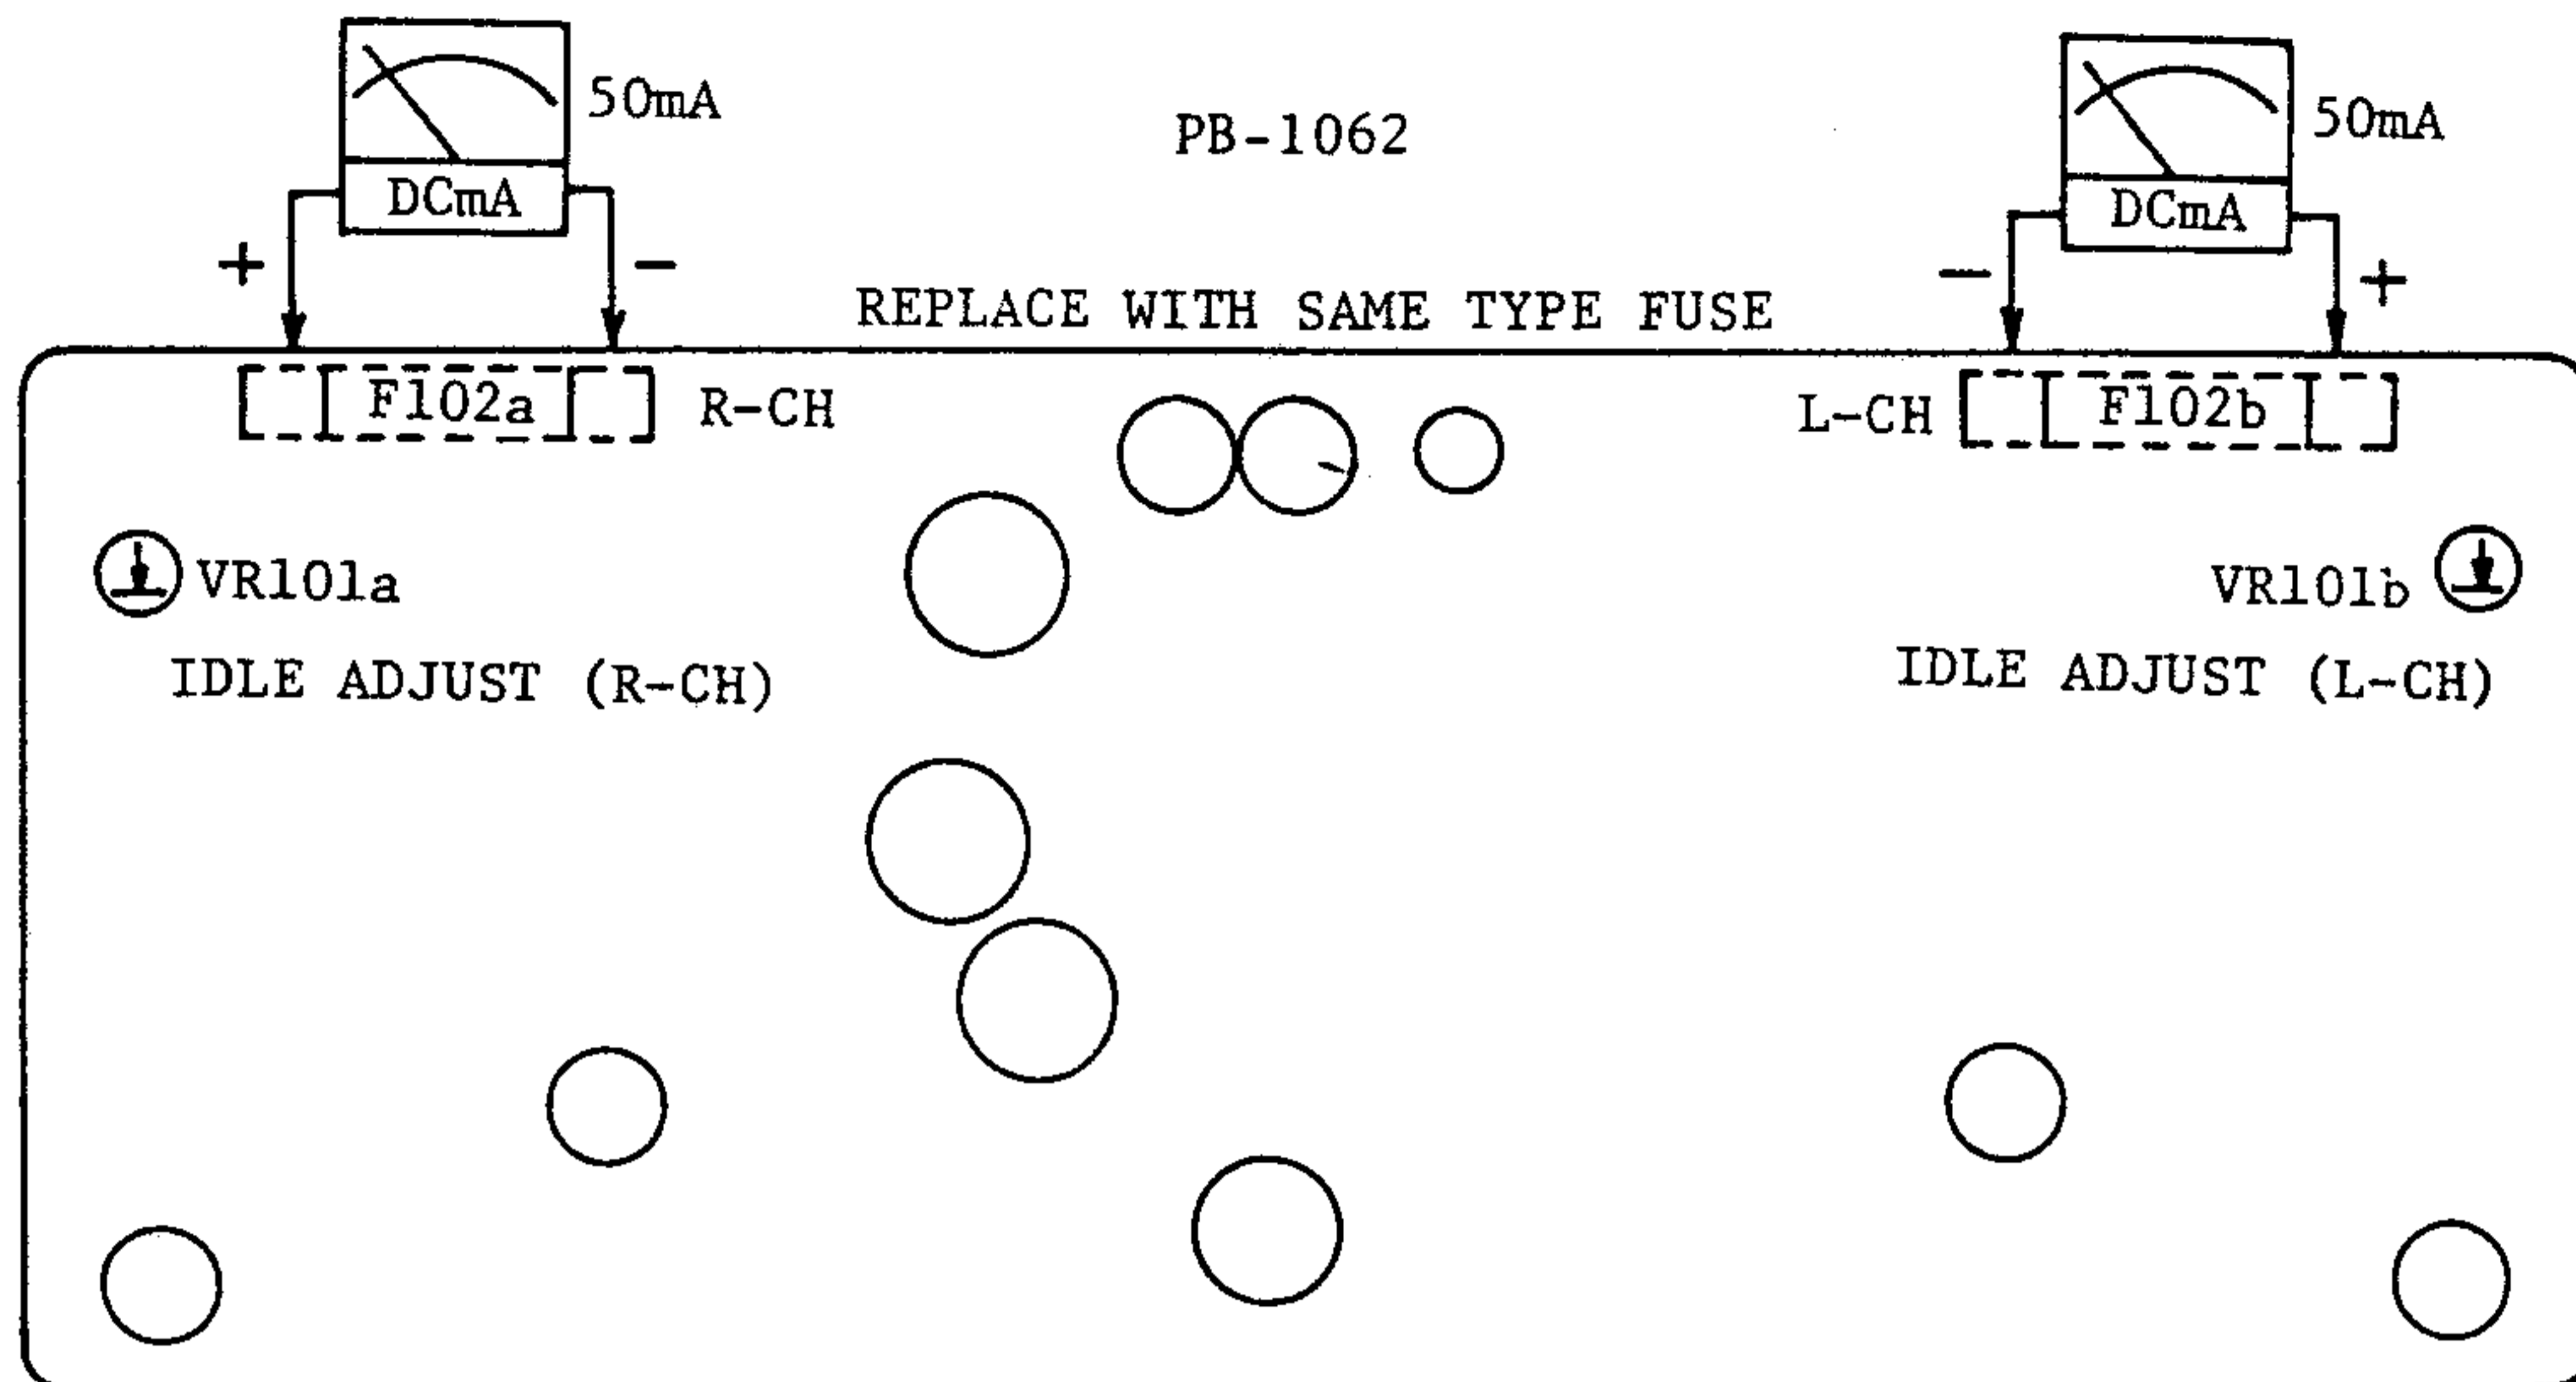 50mA
DCmA
+
-
PB-1062
50mA
DCmA
-
+
REPLACE WITH SAME TYPE FUSE
F102a
R-CH
L-CH
F102b
VR101a
IDLE ADJUST (R-CH)
VR101b
IDLE ADJUST (L-CH)